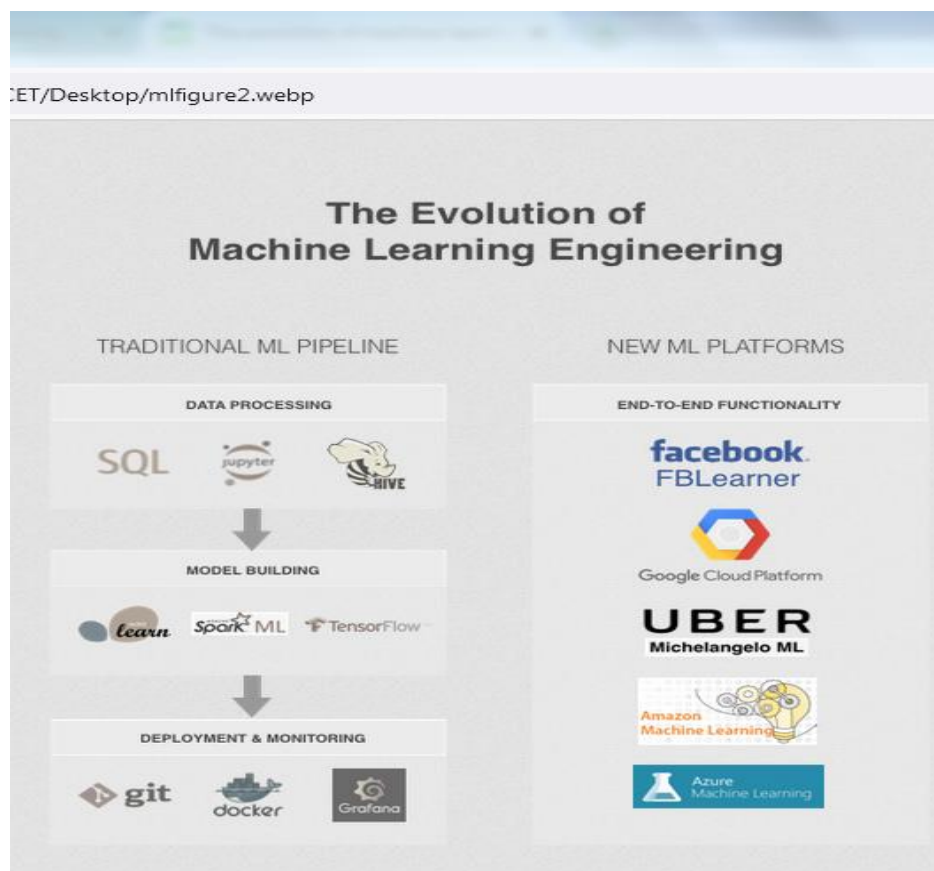 CET/Desktop/mlfigure2.webp
The Evolution of
Machine Learning Engineering
TRADITIONAL ML PIPELINE
DATA PROCESSING
SQL
jupyter
HIVE
MODEL BUILDING
learn
Spark ML
TensorFlow
DEPLOYMENT & MONITORING
git
docker
Grafana
NEW ML PLATFORMS
END-TO-END FUNCTIONALITY
facebook
FBLearner
Google Cloud Platform
UBER
Michelangelo ML
Amazon
Machine Learning
Azure
Machine Learning